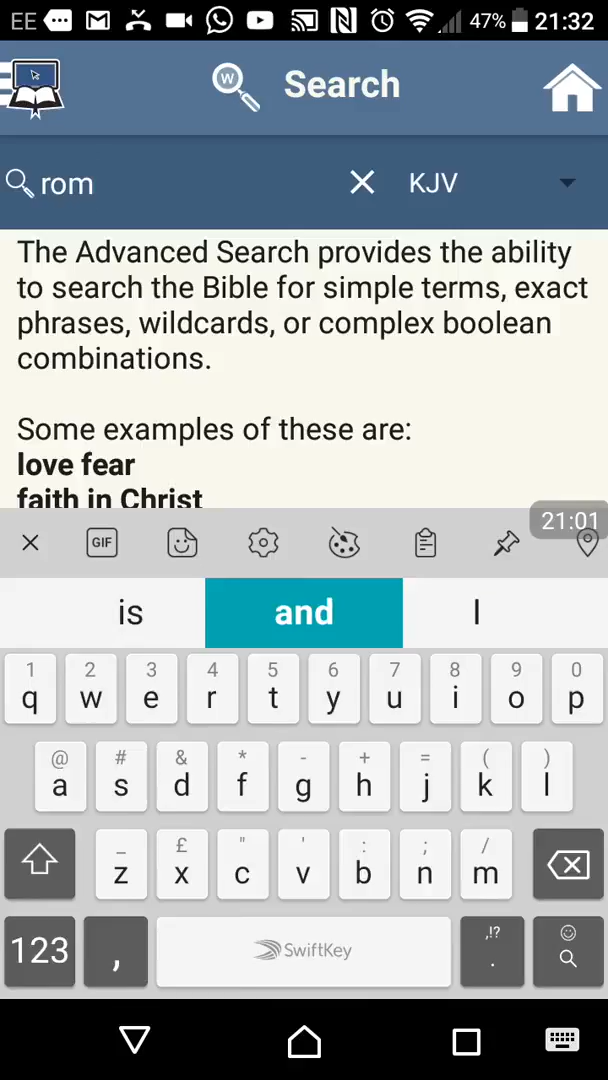 EE 47% 21:32
W Search
rom KJV
The Advanced Search provides the ability
to search the Bible for simple terms, exact
phrases, wildcards, or complex boolean
combinations.
Some examples of these are:
love fear
faith in Christ
21:01
GIF
is and I
1 2 3 4 5 6 7 8 9 0
q w e r t y u i o p
@ # & * - + = ( )
a s d f g h j k l
_ £ " ' : ; /
z x c v b n m
123 , SwiftKey ,!? .